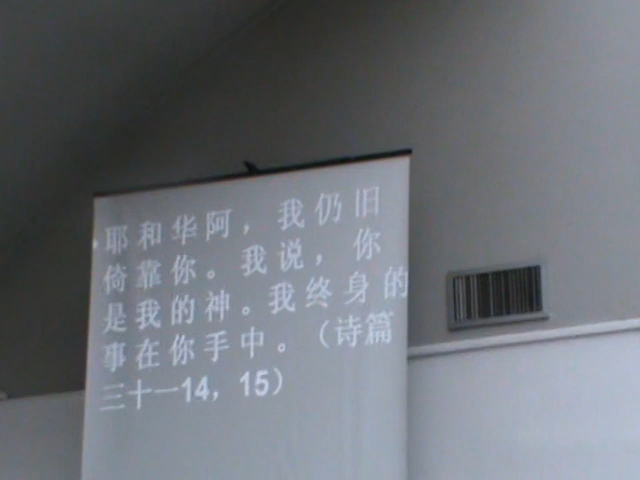 耶和华阿，我仍旧
倚靠你。我说，你
是我的神。我终身的
事在你手中。（诗篇
三十一14，15）